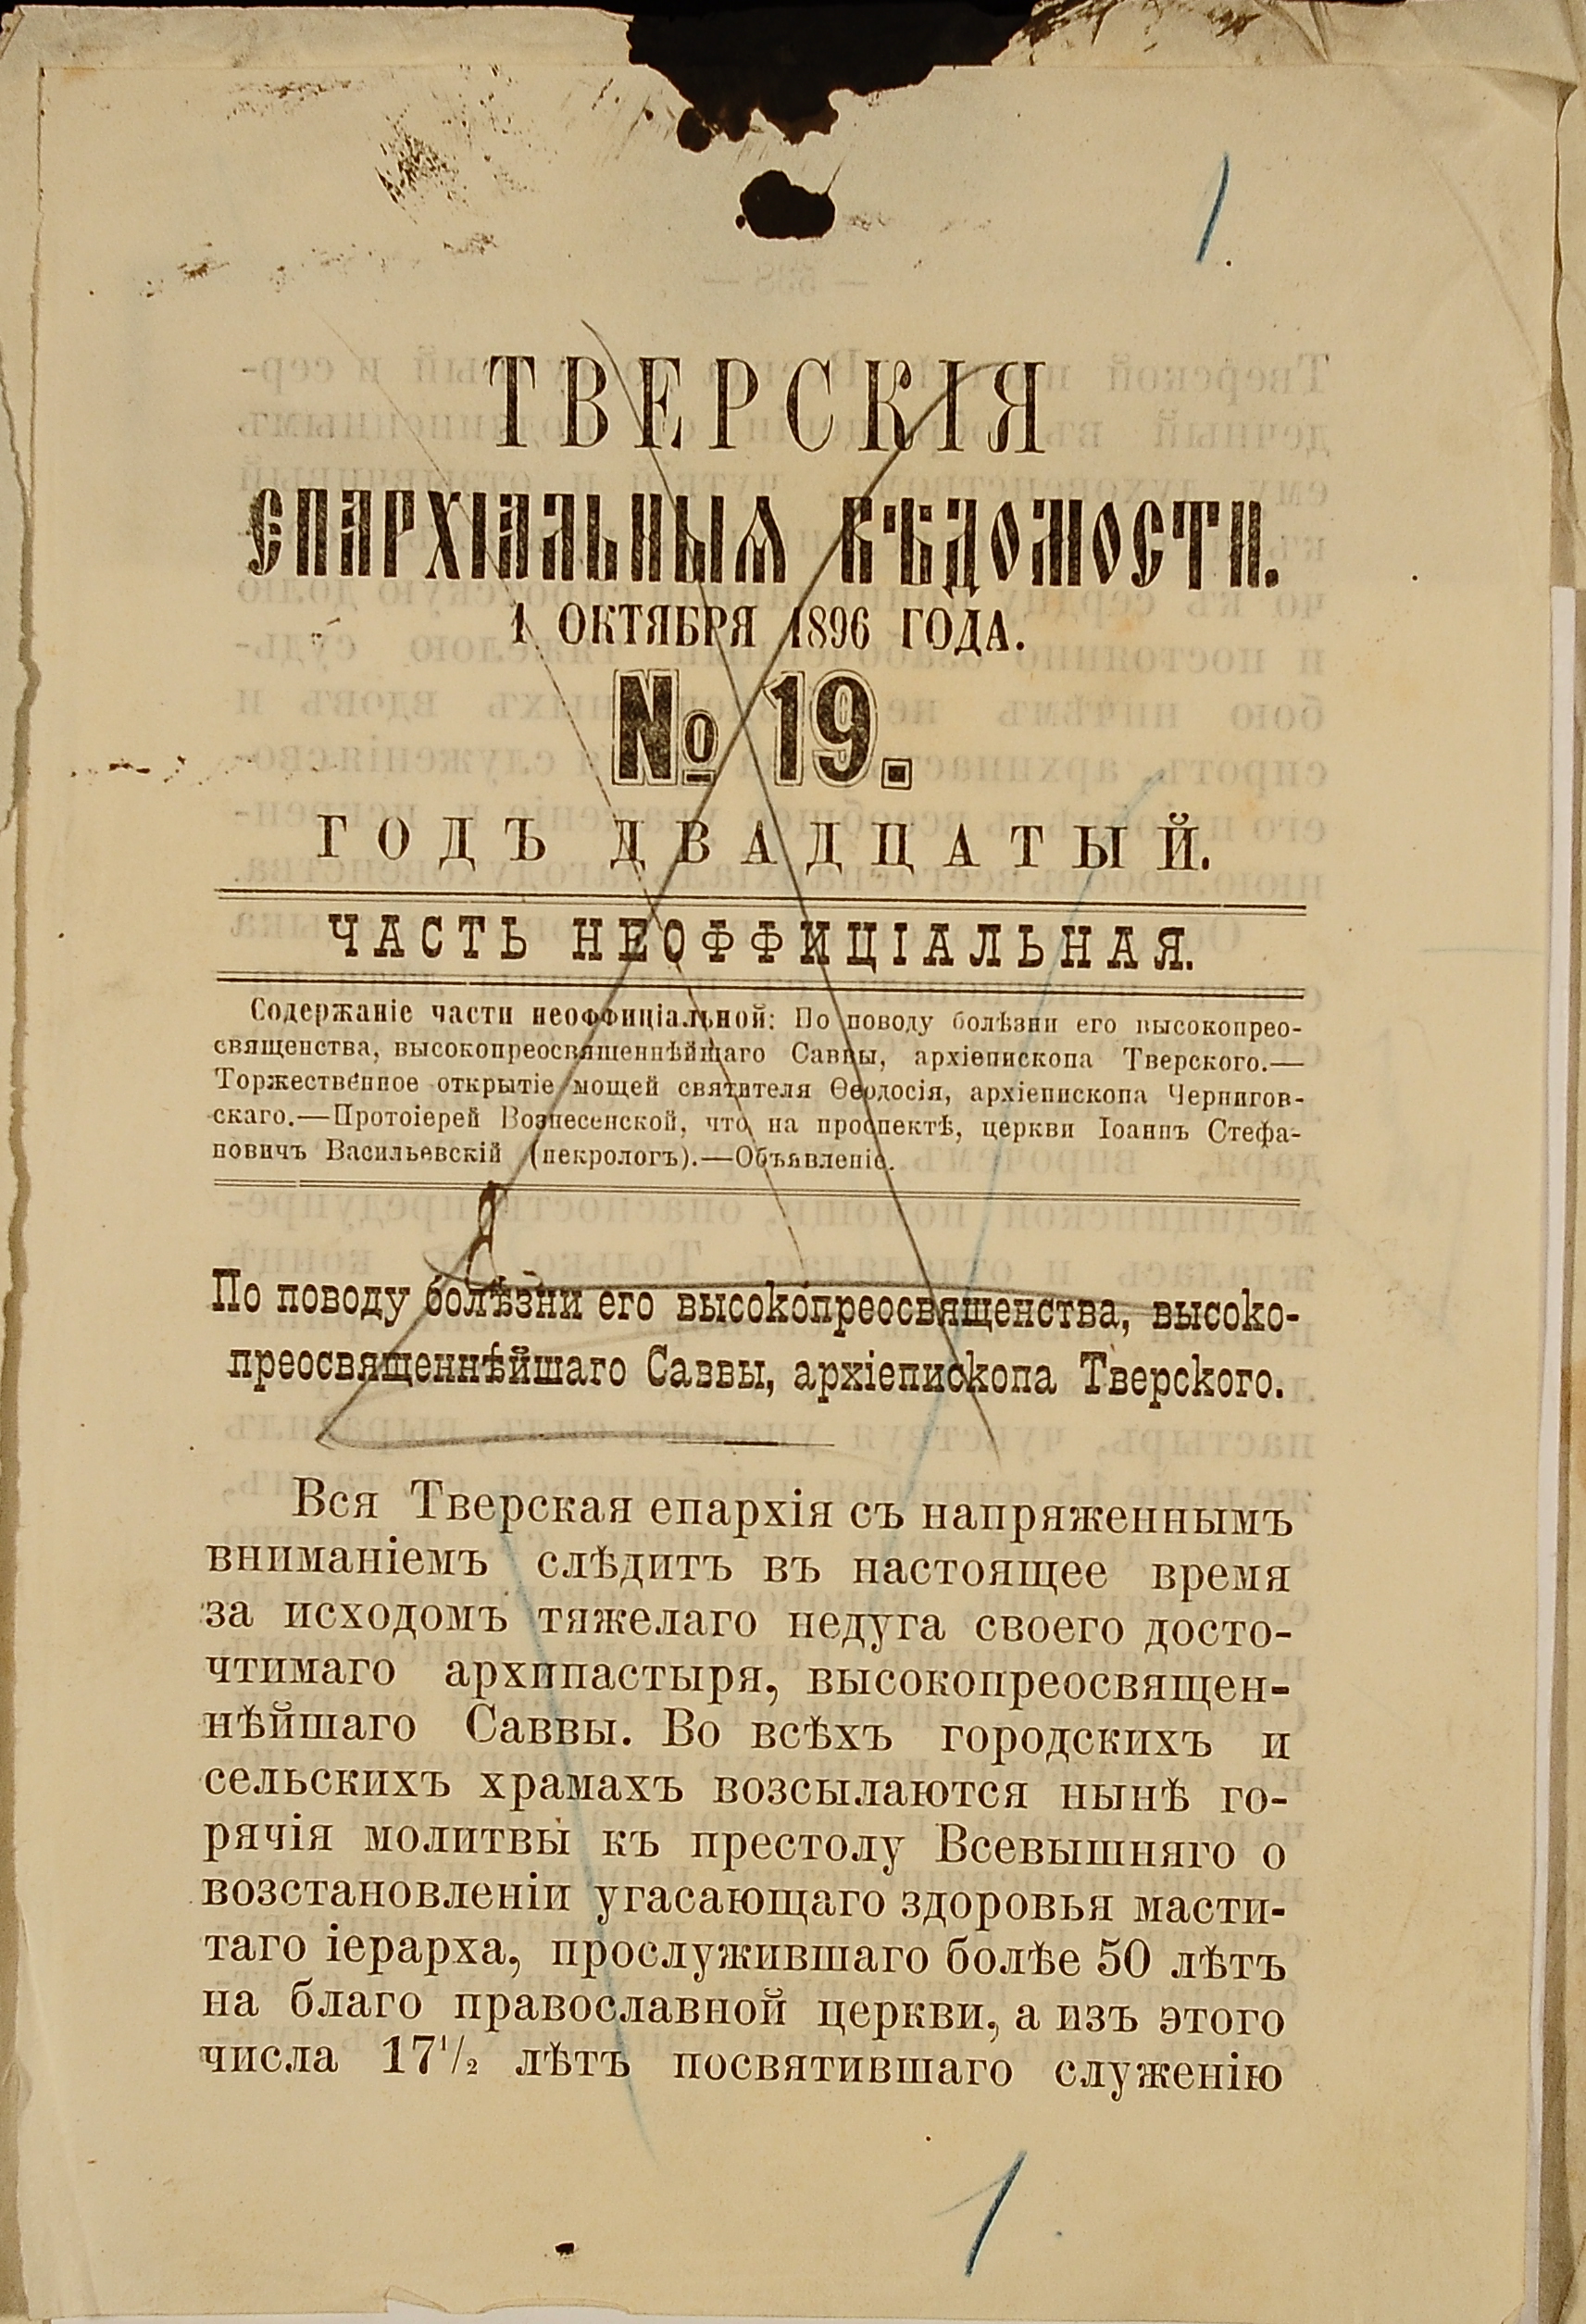 1
ТВЕРСКІЯ
ЕПАРХІАЛЬНЫЯ ВѢДОМОСТИ.
1 ОКТЯБРЯ 1896 ГОДА.
№ 19.
ГОДЪ ДВАДЦАТЫЙ.
ЧАСТЬ НЕОФФИЦІАЛЬНАЯ.
Содержаніе части неоффиціальной: По поводу болѣзни его высокопрео-
священства, высокопреосвященнѣйшаго Саввы, архіепископа Тверского.—
Торжественное открытіе мощей святителя Ѳеодосія, архіепископа Чернигов-
скаго.—Протоіерей Вознесенской, что на проспектѣ, церкви Іоаннъ Стефа-
новичъ Васильевскій (некрологъ).—Объявленіе.
По поводу болѣзни его высокопреосвященства, высоко-
преосвященнѣйшаго Саввы, архіепископа Тверского.
Вся Тверская епархія съ напряженнымъ
вниманіемъ слѣдитъ въ настоящее время
за исходомъ тяжелаго недуга своего досто-
чтимаго архипастыря, высокопреосвящен-
нѣйшаго Саввы. Во всѣхъ городскихъ и
сельскихъ храмахъ возсылаются нынѣ го-
рячія молитвы къ престолу Всевышняго о
возстановленіи угасающаго здоровья масти-
таго іерарха, прослужившаго болѣе 50 лѣтъ
на благо православной церкви, а изъ этого
числа 17¹/₂ лѣтъ посвятившаго служенію
1